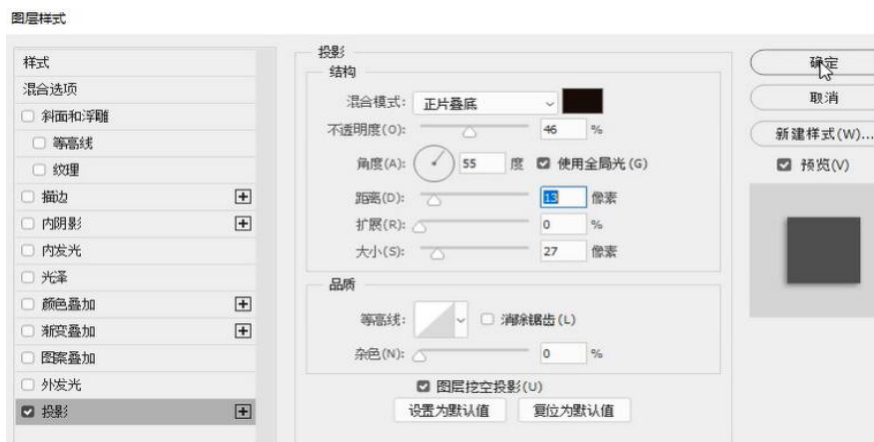 图层样式
样式
混合选项
斜面和浮雕
等高线
纹理
描边
内阴影
内发光
光泽
颜色叠加
渐变叠加
图案叠加
外发光
投影
投影
结构
混合模式: 正片叠底
不透明度(O): 46 %
角度(A): 55 度 使用全局光(G)
距离(D): 13 像素
扩展(R): 0 %
大小(S): 27 像素
品质
等高线: 消除锯齿(L)
杂色(N): 0 %
图层挖空投影(U)
设置为默认值 复位为默认值
确定
取消
新建样式(W)...
预览(V)